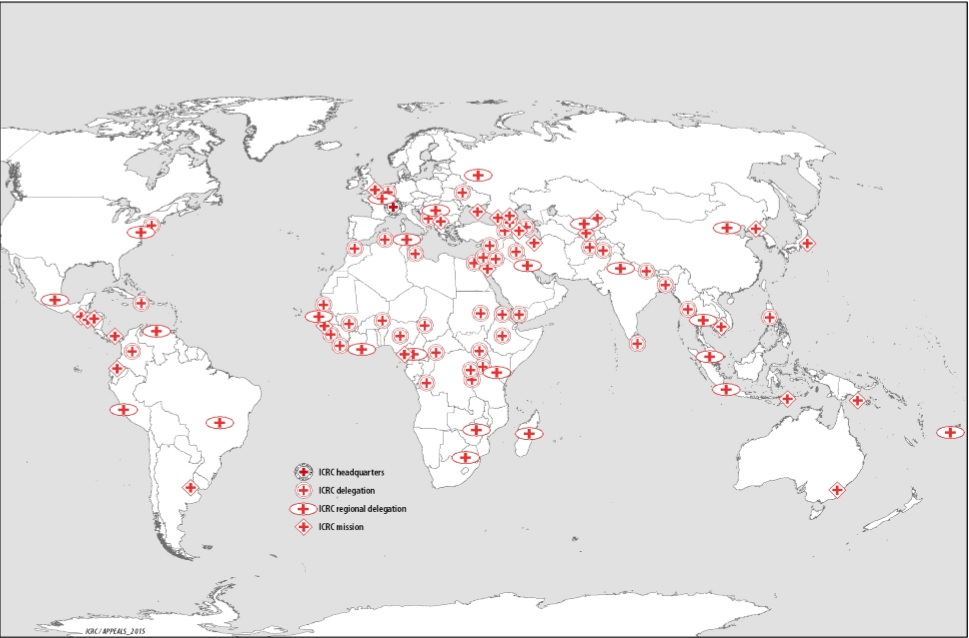 ICRC headquarters
ICRC delegation
ICRC regional delegation
ICRC mission
ICRC/APPEALS_2015